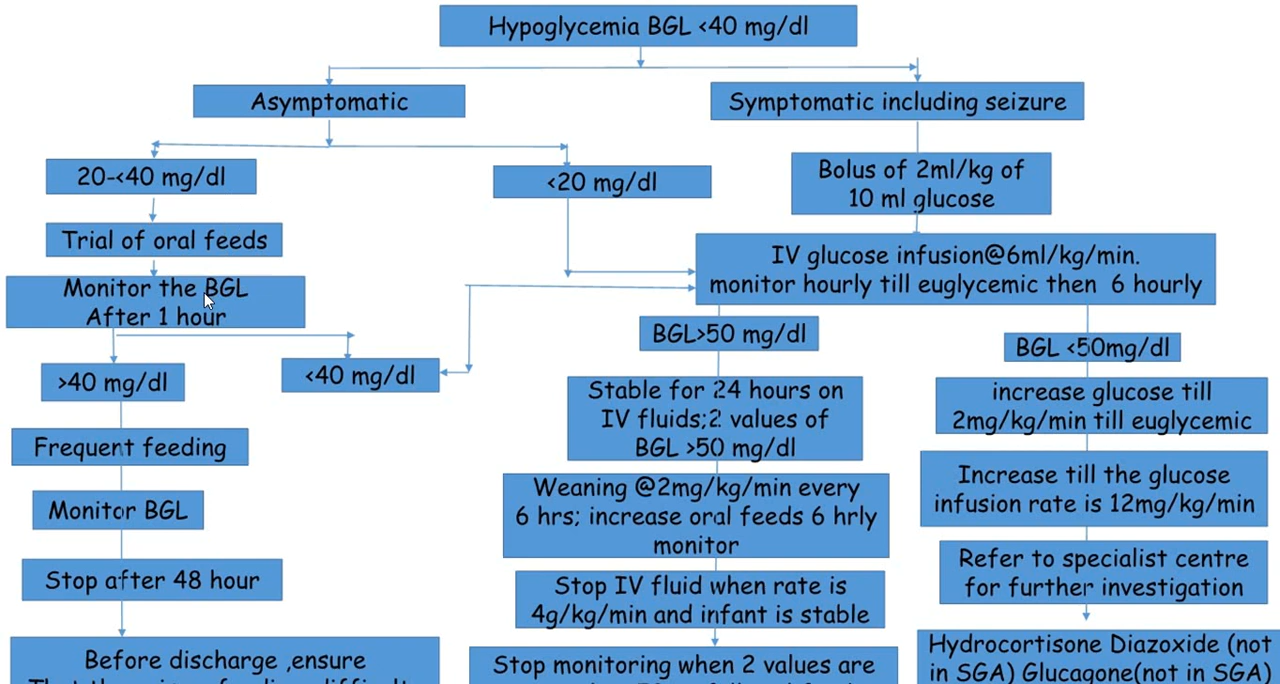 Hypoglycemia BGL <40 mg/dl
Asymptomatic
Symptomatic including seizure
20-<40 mg/dl
<20 mg/dl
Bolus of 2ml/kg of
10 ml glucose
Trial of oral feeds
IV glucose infusion@6ml/kg/min.
monitor hourly till euglycemic then 6 hourly
Monitor the BGL
After 1 hour
BGL>50 mg/dl
BGL <50mg/dl
>40 mg/dl
<40 mg/dl
Stable for 24 hours on
IV fluids;2 values of
BGL >50 mg/dl
increase glucose till
2mg/kg/min till euglycemic
Frequent feeding
Increase till the glucose
infusion rate is 12mg/kg/min
Weaning @2mg/kg/min every
6 hrs; increase oral feeds 6 hrly
monitor
Monitor BGL
Refer to specialist centre
for further investigation
Stop after 48 hour
Stop IV fluid when rate is
4g/kg/min and infant is stable
Before discharge ,ensure
Stop monitoring when 2 values are
Hydrocortisone Diazoxide (not
in SGA) Glucagone(not in SGA)